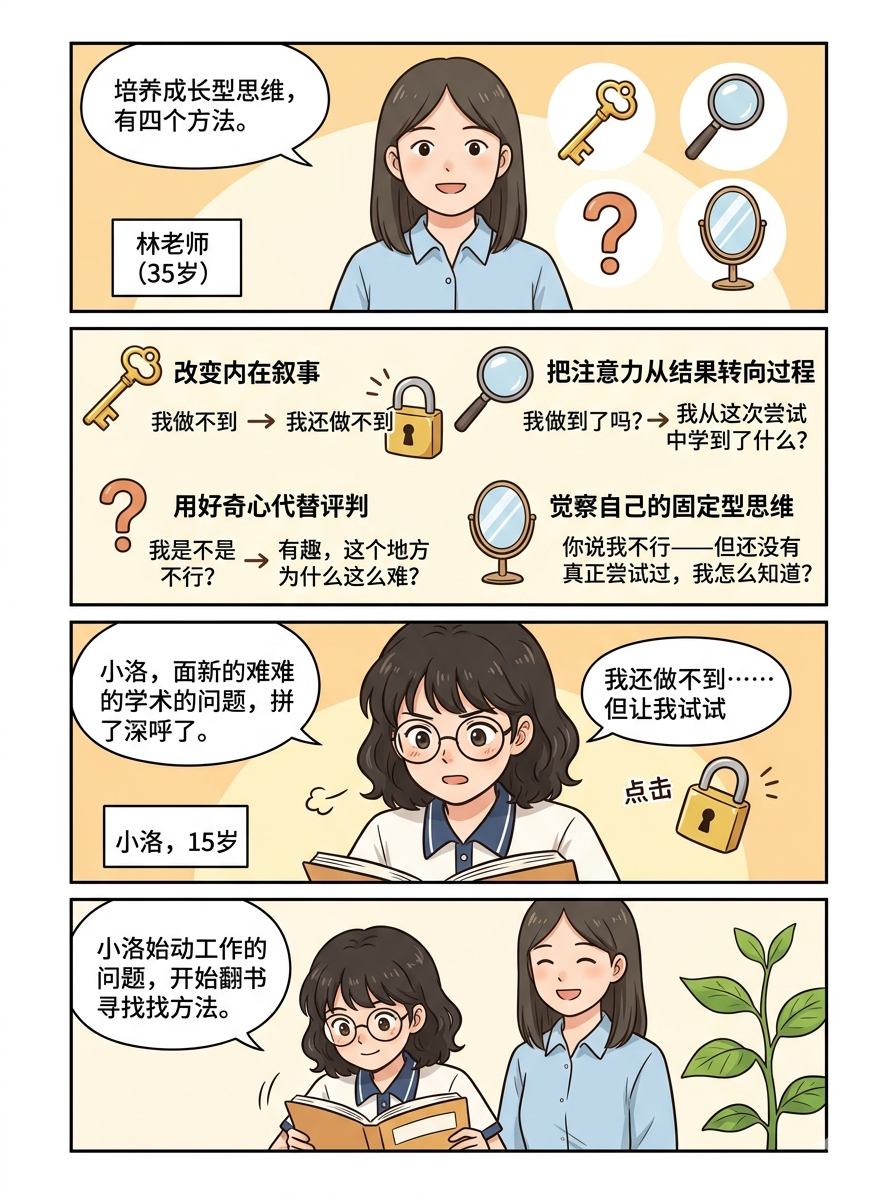 培养成长型思维，
有四个方法。
林老师
（35岁）
改变内在叙事
我做不到 → 我还做不到
把注意力从结果转向过程
我做到了吗？→ 我从这次尝试
中学到了什么？
用好奇心代替评判
我是不是
不行？
→
有趣，这个地方
为什么这么难？
觉察自己的固定型思维
你说我不行——但还没有
真正尝试过，我怎么知道？
小洛，面新的难难
的学术的问题，拼
了深呼了。
我还做不到……
但让我试试
点击
小洛，15岁
小洛始动工作的
问题，开始翻书
寻找找方法。